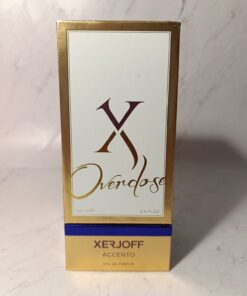 X
Overdose
100 ml ℮ 3.4 FL.OZ.
XERJOFF
ACCENTO
EAU DE PARFUM